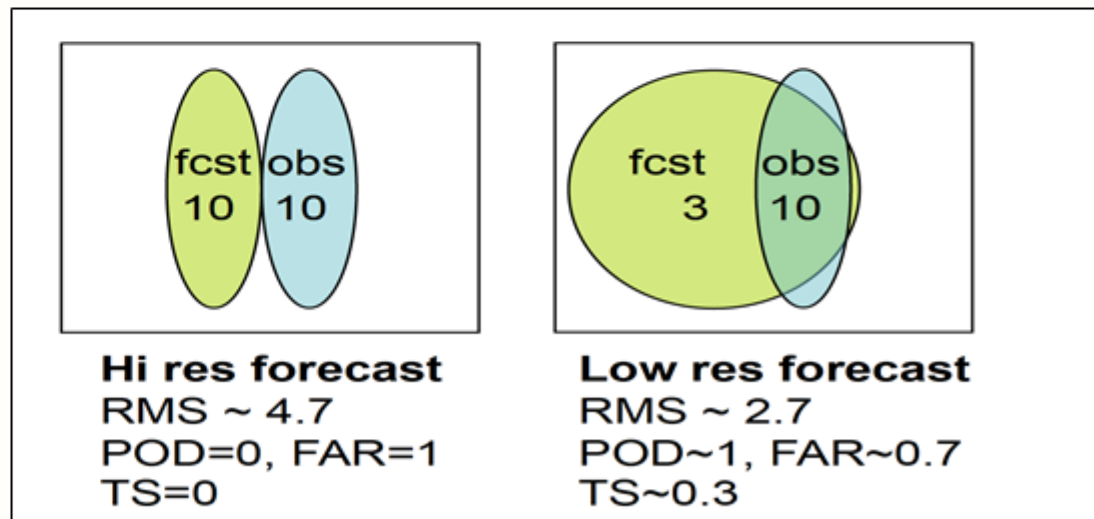 fcst
10
obs
10
fcst
3
obs
10
Hi res forecast
RMS ~ 4.7
POD=0, FAR=1
TS=0
Low res forecast
RMS ~ 2.7
POD~1, FAR~0.7
TS~0.3